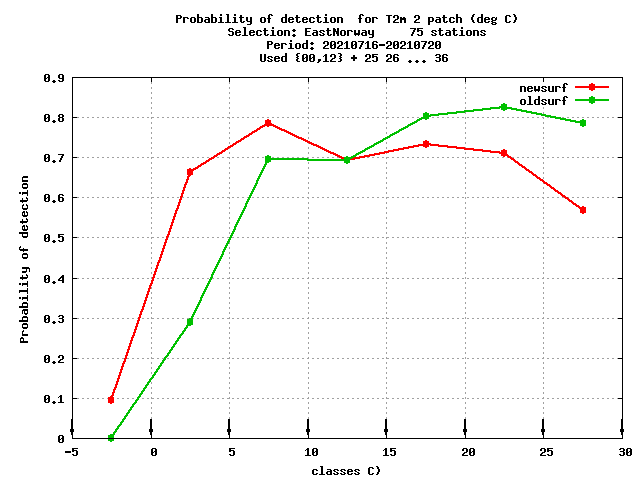 Probability of detection  for T2m 2 patch (deg C)
Selection: EastNorway     75 stations
Period: 20210716-20210720
Used {00,12} + 25 26 ... 36
newsurf
oldsurf
0.9
0.8
0.7
0.6
0.5
0.4
0.3
0.2
0.1
0
Probability of detection
-5 0 5 10 15 20 25 30
classes C)